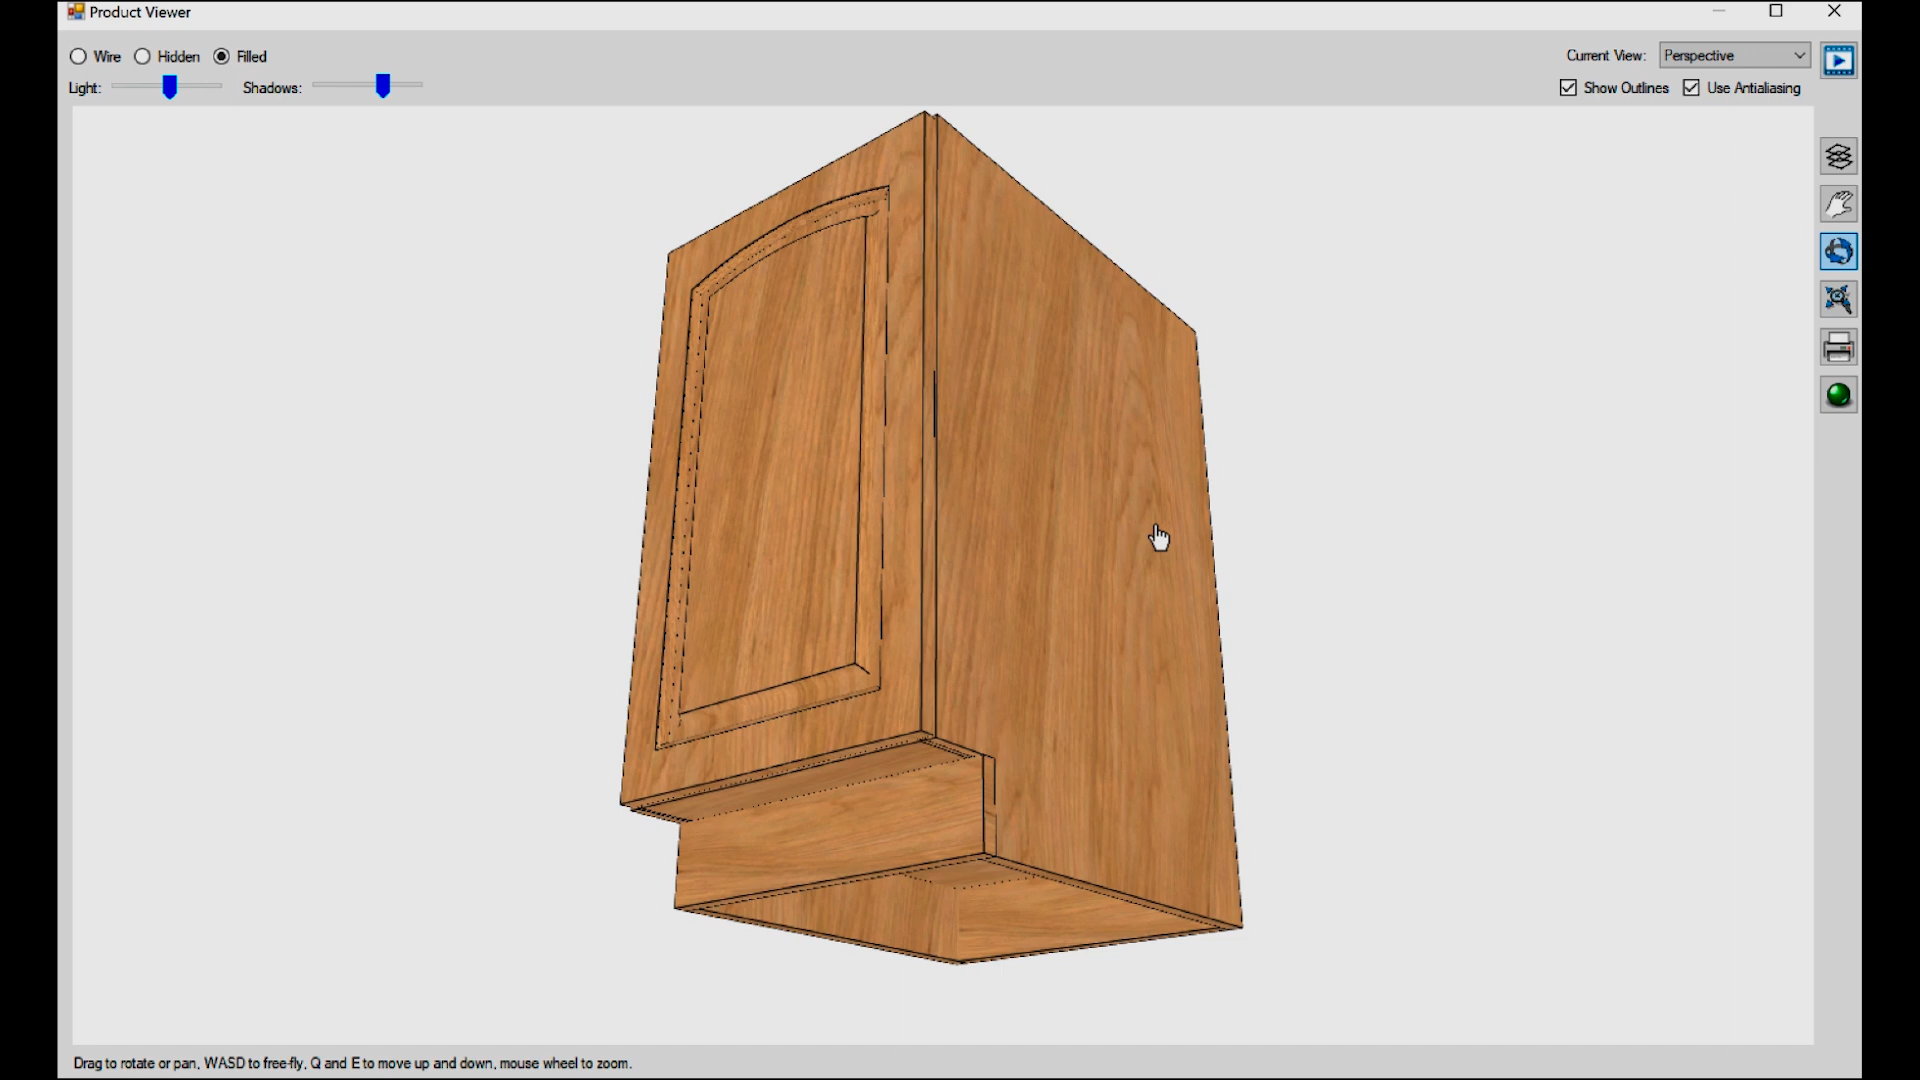 Product Viewer
Wire Hidden Filled
Current View: Perspective
Light: Shadows:
Show Outlines Use Antialiasing
Drag to rotate or pan, WASD to free-fly, Q and E to move up and down, mouse wheel to zoom.